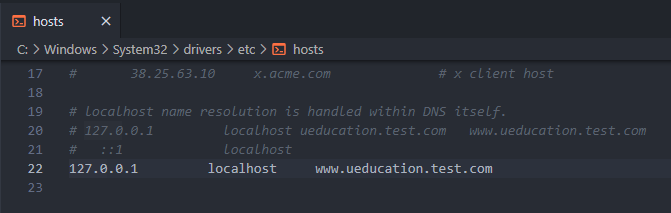 hosts
C: > Windows > System32 > drivers > etc > hosts
17 # 38.25.63.10 x.acme.com # x client host
18
19 # localhost name resolution is handled within DNS itself.
20 # 127.0.0.1 localhost ueducation.test.com www.ueducation.test.com
21 # ::1 localhost
22 127.0.0.1 localhost www.ueducation.test.com
23